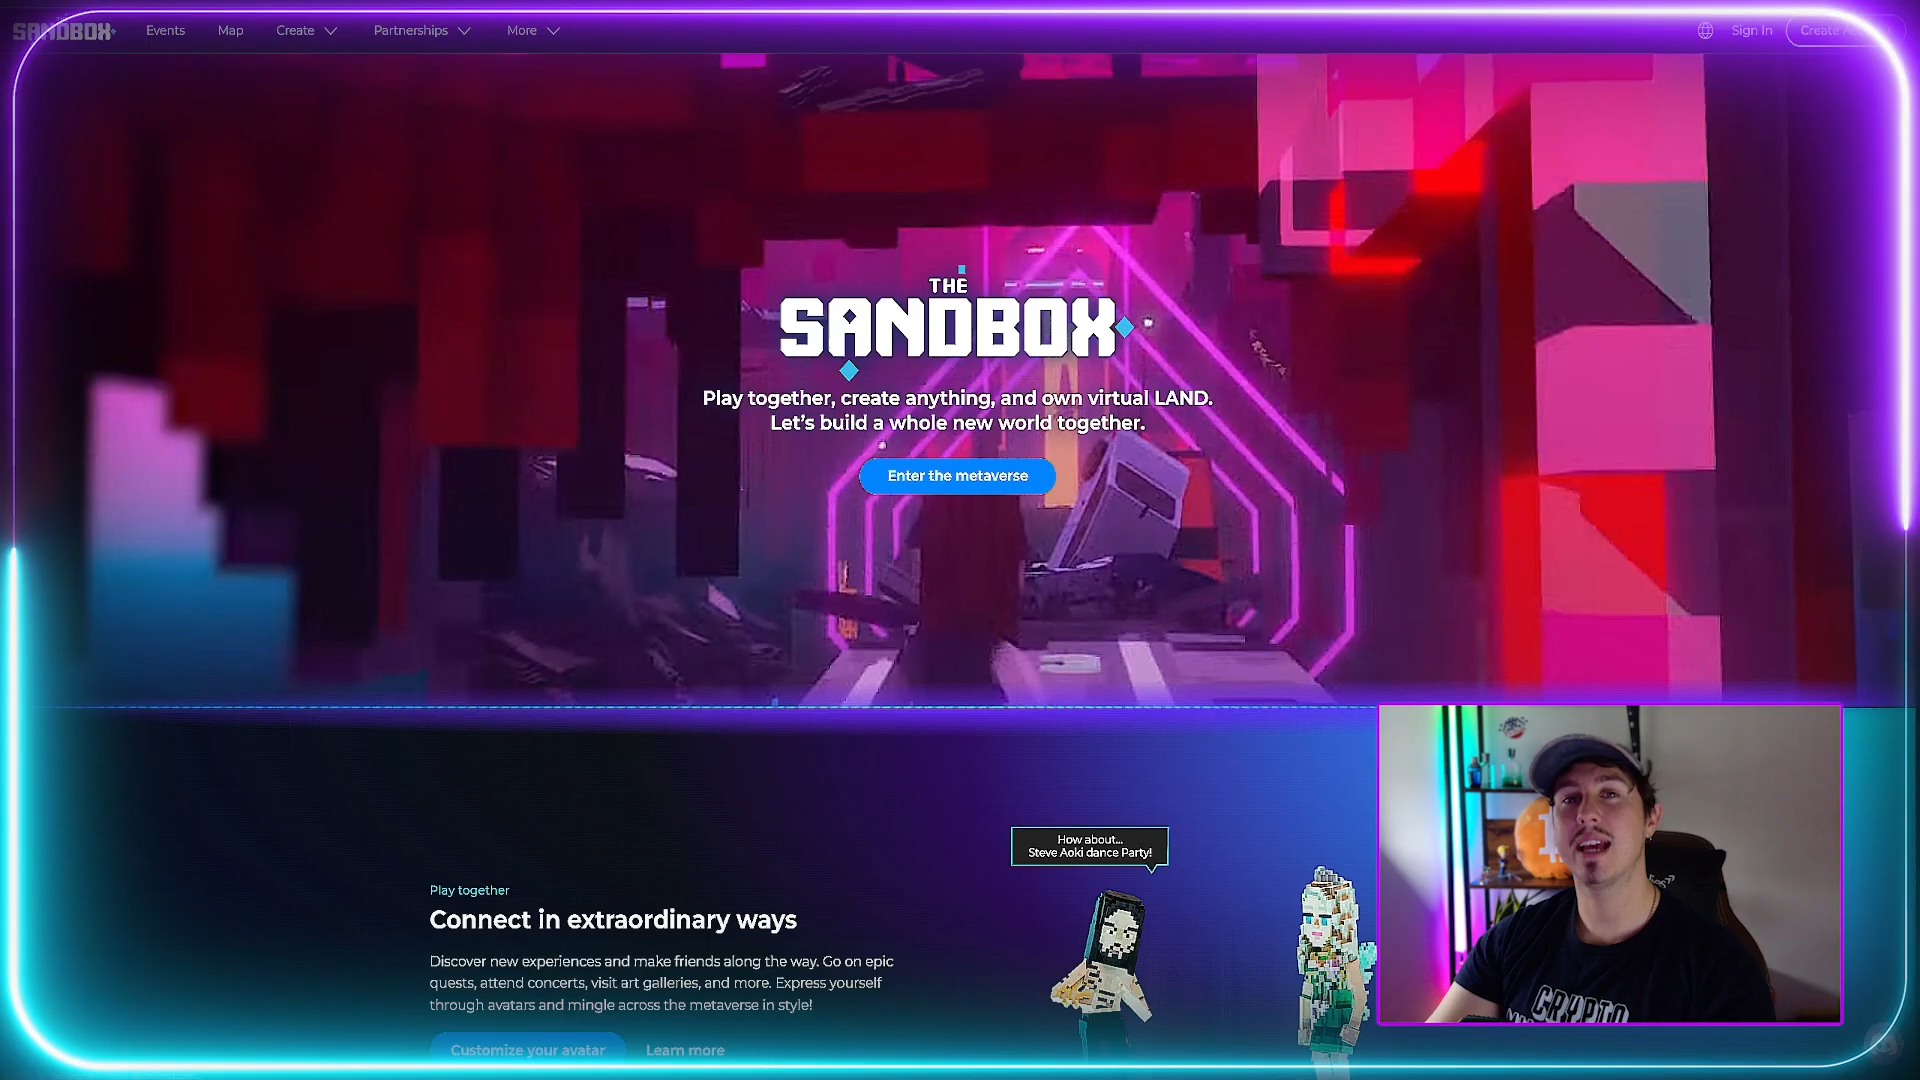 SANDBOX
Events
Map
Create
Partnerships
More
Sign In
Create
THE
SANDBOX
Play together, create anything, and own virtual LAND.
Let's build a whole new world together.
Enter the metaverse
How about...
Steve Aoki dance Party!
Play together
Connect in extraordinary ways
Discover new experiences and make friends along the way. Go on epic
quests, attend concerts, visit art galleries, and more. Express yourself
through avatars and mingle across the metaverse in style!
Customize your avatar
Learn more
CRYPTO